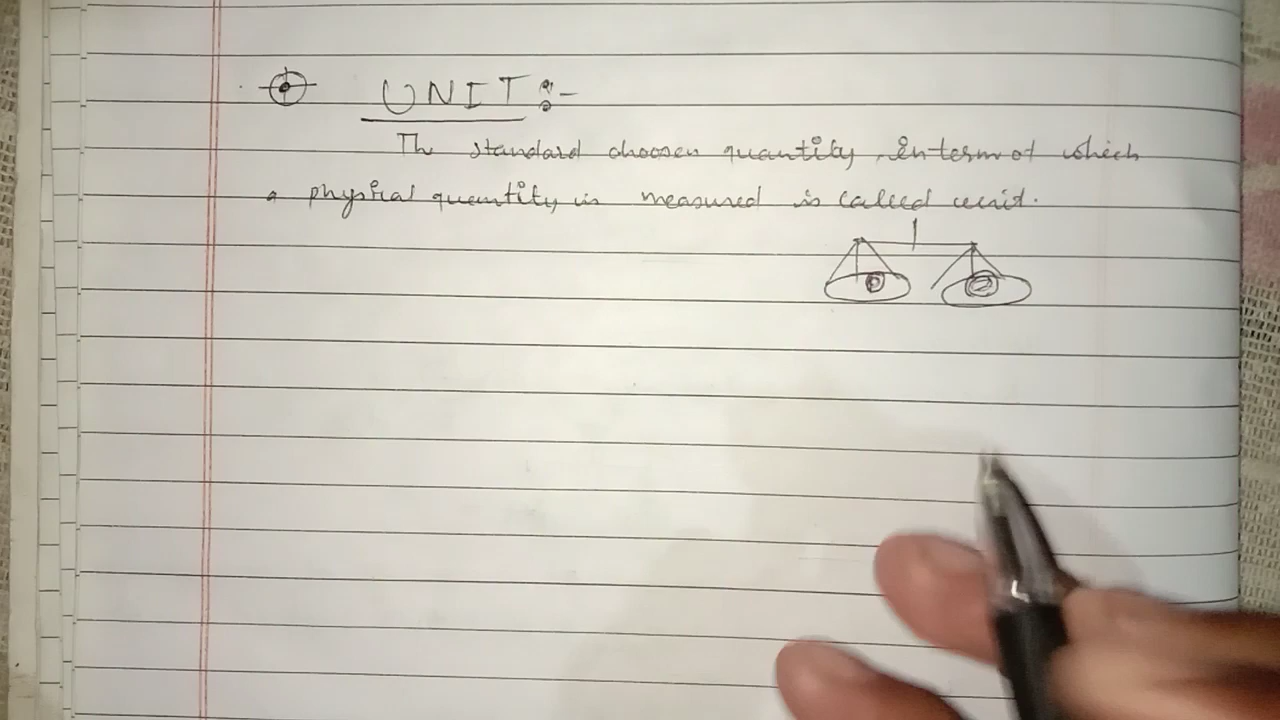 UNIT :-
The standard choosen quantity, interm of which
a physical quantity is measured is called unit.